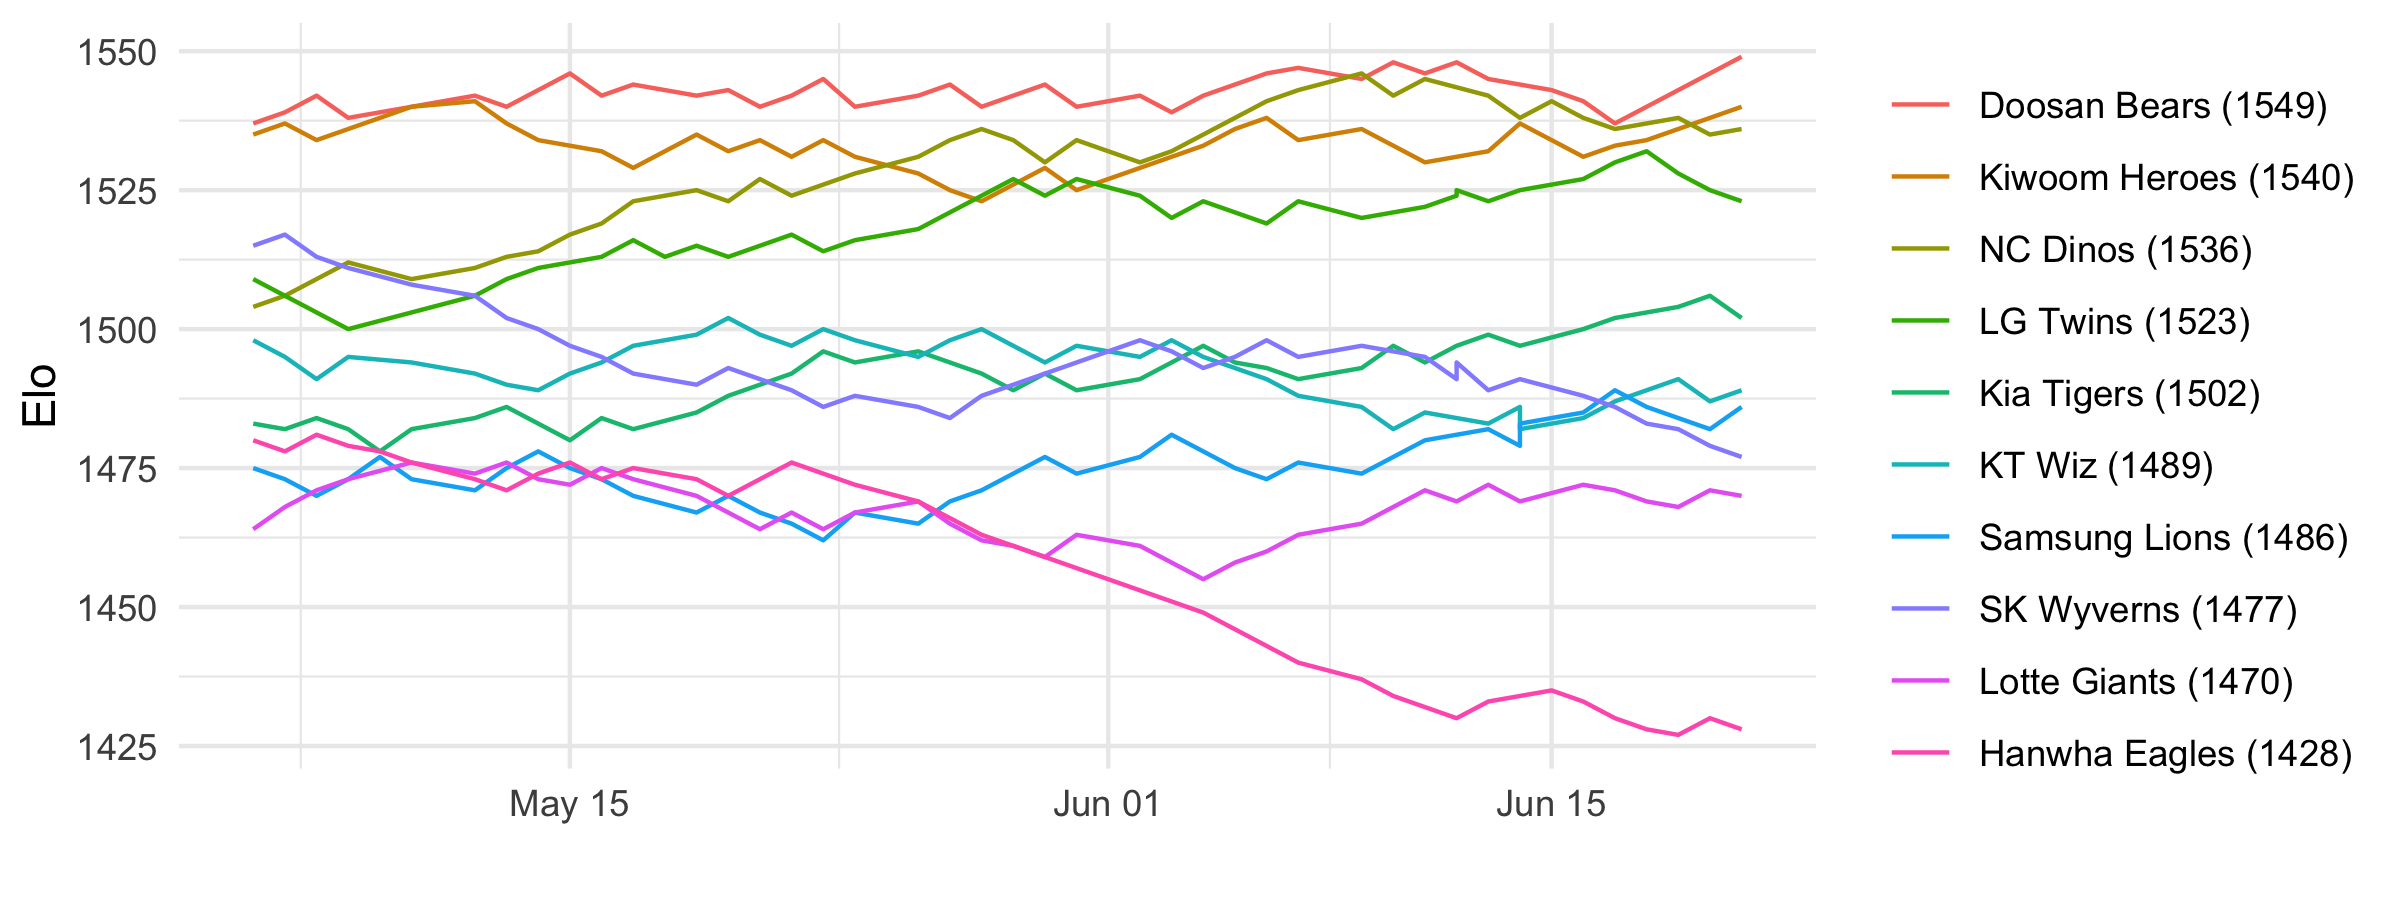 1550
1525
1500
1475
1450
1425
Elo
May 15
Jun 01
Jun 15
Doosan Bears (1549)
Kiwoom Heroes (1540)
NC Dinos (1536)
LG Twins (1523)
Kia Tigers (1502)
KT Wiz (1489)
Samsung Lions (1486)
SK Wyverns (1477)
Lotte Giants (1470)
Hanwha Eagles (1428)